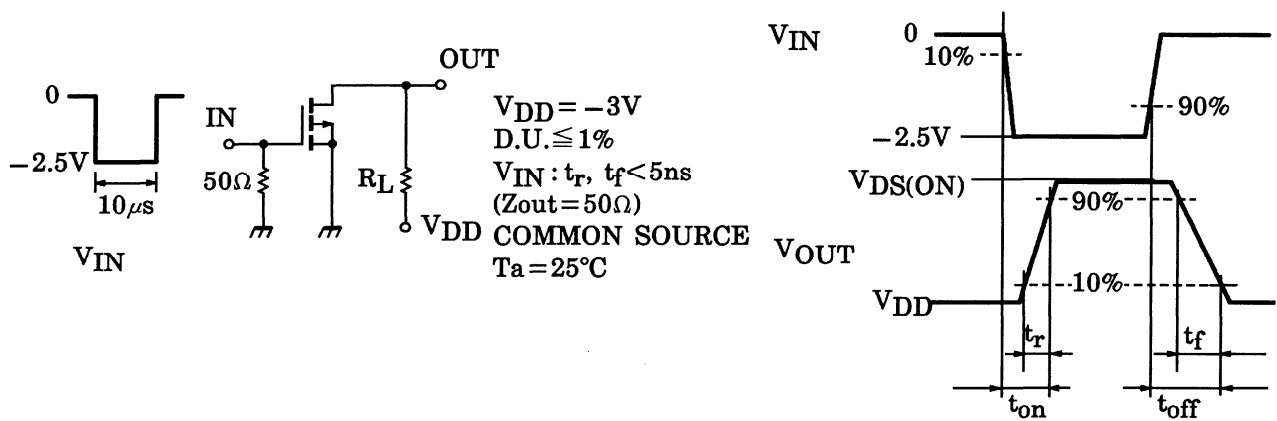 0
−2.5V
10μs
V_IN
IN
50Ω
OUT
R_L
V_DD
V_DD = −3V
D.U.≦1%
V_IN : t_r, t_f<5ns
(Zout=50Ω)
COMMON SOURCE
Ta=25°C
V_IN
0
10%
90%
−2.5V
V_DS(ON)
90%
V_OUT
10%
V_DD
t_r
t_f
t_on
t_off